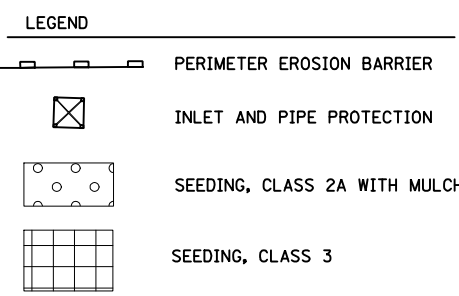 LEGEND
PERIMETER EROSION BARRIER
INLET AND PIPE PROTECTION
SEEDING, CLASS 2A WITH MULCH
SEEDING, CLASS 3